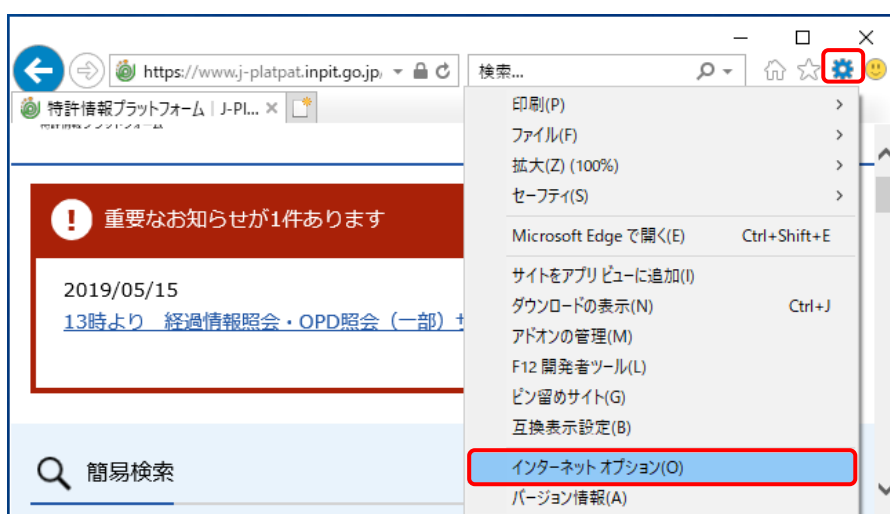 https://www.j-platpat.inpit.go.jp/
検索...
特許情報プラットフォーム | J-Pl...
重要なお知らせが1件あります
2019/05/15
13時より 経過情報照会・OPD照会（一部）サ
簡易検索
印刷(P)
ファイル(F)
拡大(Z) (100%)
セーフティ(S)
Microsoft Edge で開く(E) Ctrl+Shift+E
サイトをアプリ ビューに追加(I)
ダウンロードの表示(N) Ctrl+J
アドオンの管理(M)
F12 開発者ツール(L)
ピン留めサイト(G)
互換表示設定(B)
インターネット オプション(O)
バージョン情報(A)